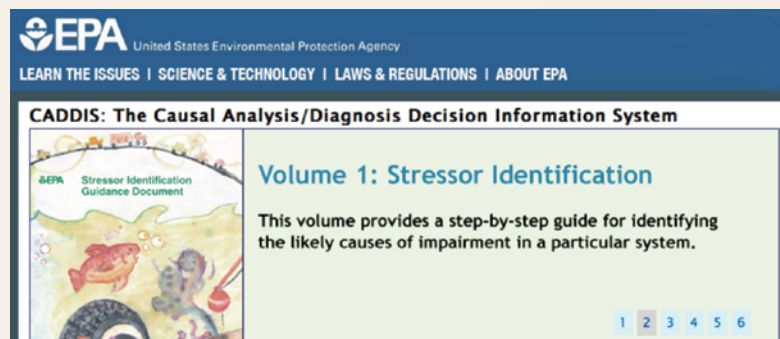 EPA United States Environmental Protection Agency
LEARN THE ISSUES | SCIENCE & TECHNOLOGY | LAWS & REGULATIONS | ABOUT EPA
CADDIS: The Causal Analysis/Diagnosis Decision Information System
EPA Stressor Identification
Guidance Document
Volume 1: Stressor Identification
This volume provides a step-by-step guide for identifying
the likely causes of impairment in a particular system.
1 2 3 4 5 6